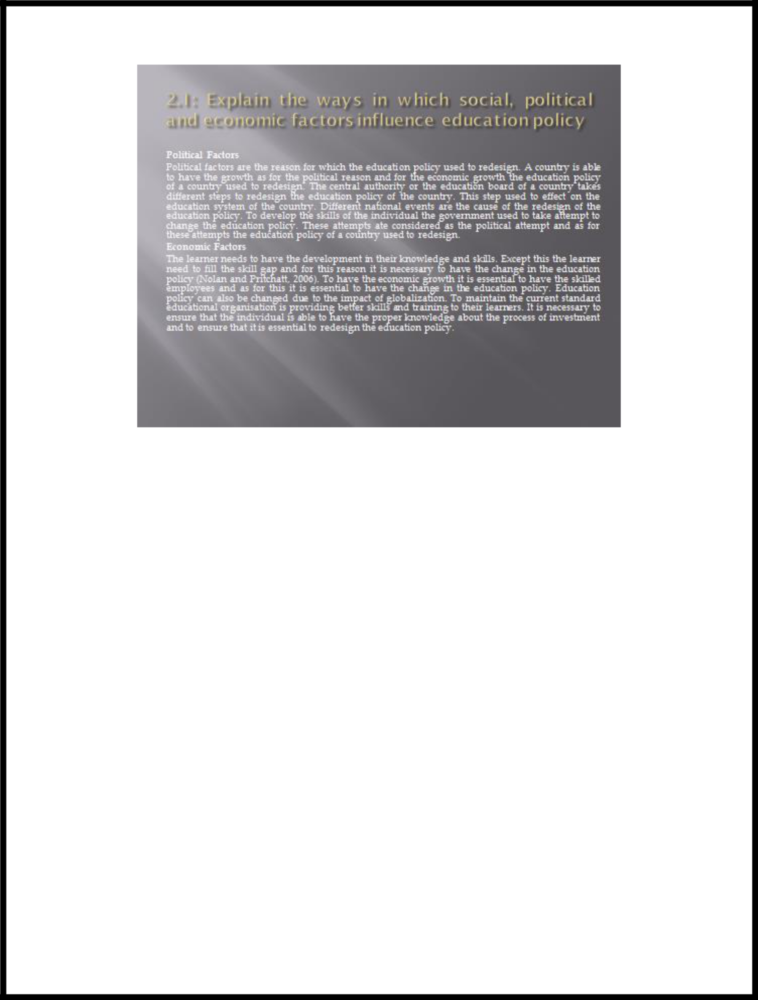 2.1: Explain the ways in which social, political
and economic factors influence education policy
Political Factors
Political factors are the reason for which the education policy used to redesign. A country is able
to have the growth as for the political reason and for the economic growth the education policy
of a country used to redesign. The central authority or the education board of a country takes
different steps to redesign the education policy of the country. This step used to effect on the
education system of the country. Different national events are the cause of the redesign of the
education policy. To develop the skills of the individual the government used to take attempt to
change the education policy. These attempts ate considered as the political attempt and as for
these attempts the education policy of a country used to redesign.
Economic Factors
The learner needs to have the development in their knowledge and skills. Except this the learner
need to fill the skill gap and for this reason it is necessary to have the change in the education
policy (Nolan and Pritchatt, 2006). To have the economic growth it is essential to have the skilled
employees and as for this it is essential to have the change in the education policy. Education
policy can also be changed due to the impact of globalization. To maintain the current standard
educational organisation is providing better skills and training to their learners. It is necessary to
ensure that the individual is able to have the proper knowledge about the process of investment
and to ensure that it is essential to redesign the education policy.